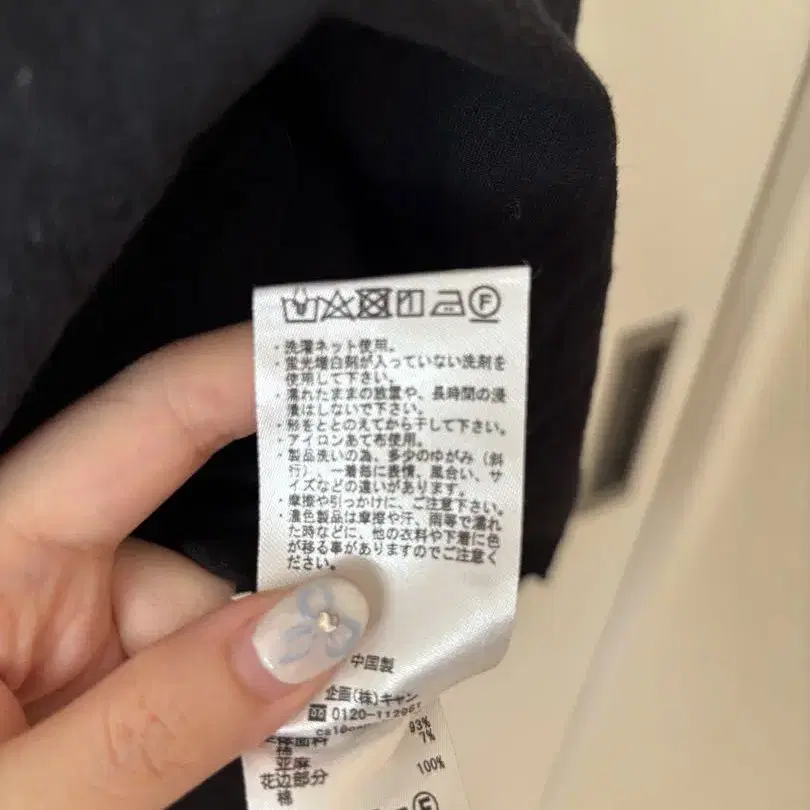 F
・洗濯ネット使用。
・蛍光増白剤が入っていない洗剤を
使用して下さい。
・濡れたままの放置や、長時間の浸
漬はしないで下さい。
・形をととのえてから干して下さい。
・アイロンあて布使用。
・製品洗いの為、多少のゆがみ（斜
行）、一着毎に表情、風合い、サ
イズなどの違いがあります。
・摩擦や引っかけに、ご注意下さい。
・濃色製品は摩擦や汗、雨等で濡れ
た時などに、他の衣料や下着に色
が移る事がありますのでご注意く
ださい。
中国製
企画(株)キャン
0120-112961
93%
棉 7%
亚麻
花边部分 100%
棉
F